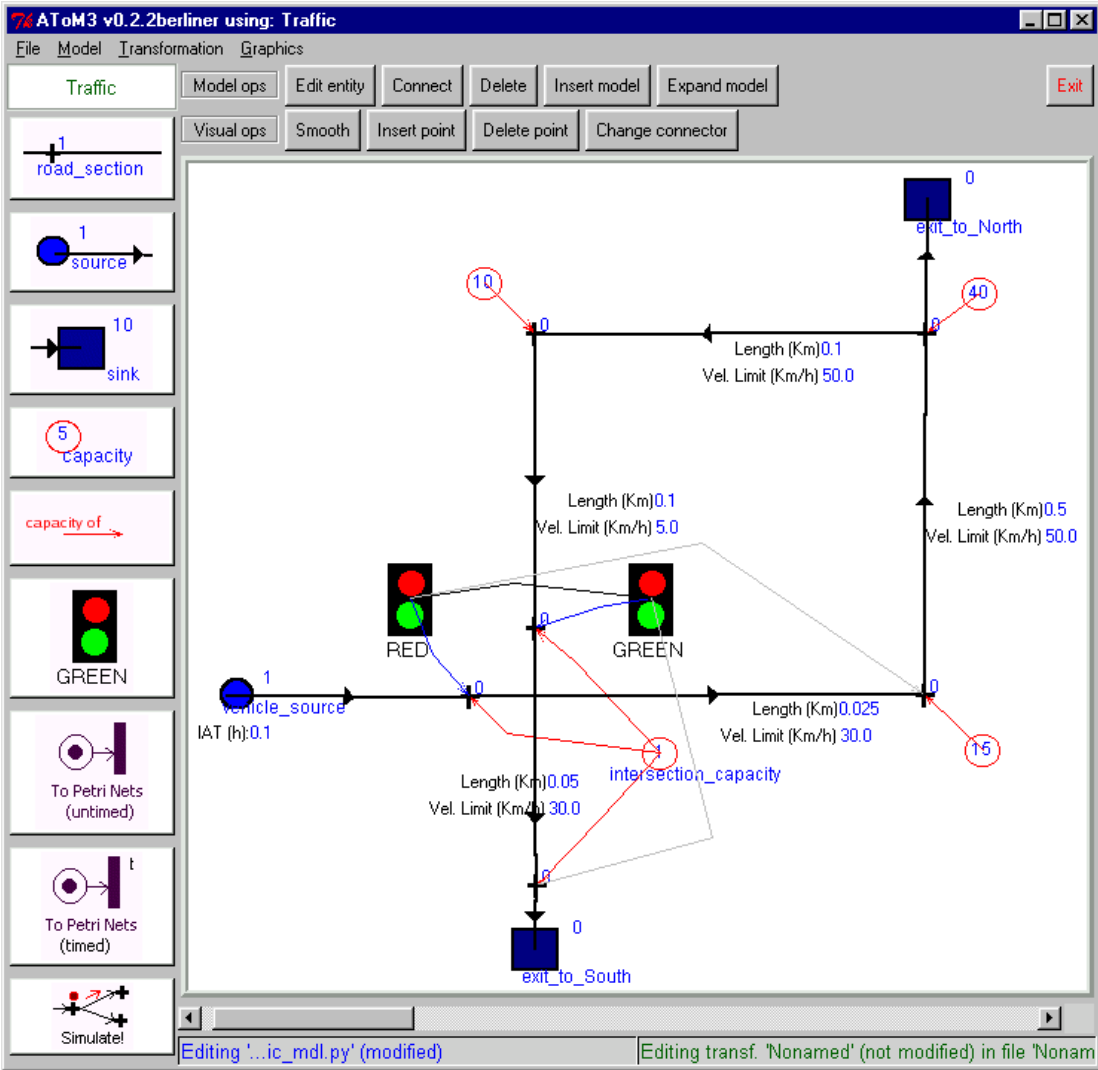 AToM3 v0.2.2berliner using: Traffic
File Model Transformation Graphics
Traffic
Model ops Edit entity Connect Delete Insert model Expand model Exit
Visual ops Smooth Insert point Delete point Change connector
1
road_section
1
source
10
sink
5
capacity
capacity of
GREEN
To Petri Nets
(untimed)
t
To Petri Nets
(timed)
Simulate!
0
exit_to_North
10
40
0
0
Length (Km)0.1
Vel. Limit (Km/h) 50.0
Length (Km)0.1
Vel. Limit (Km/h) 5.0
Length (Km)0.5
Vel. Limit (Km/h) 50.0
0
RED
GREEN
1
vehicle_source
IAT (h):0.1
0
0
Length (Km)0.025
Vel. Limit (Km/h) 30.0
1
intersection_capacity
15
Length (Km)0.05
Vel. Limit (Km/h) 30.0
0
0
exit_to_South
Editing '...ic_mdl.py' (modified)
Editing transf. 'Nonamed' (not modified) in file 'Nonam